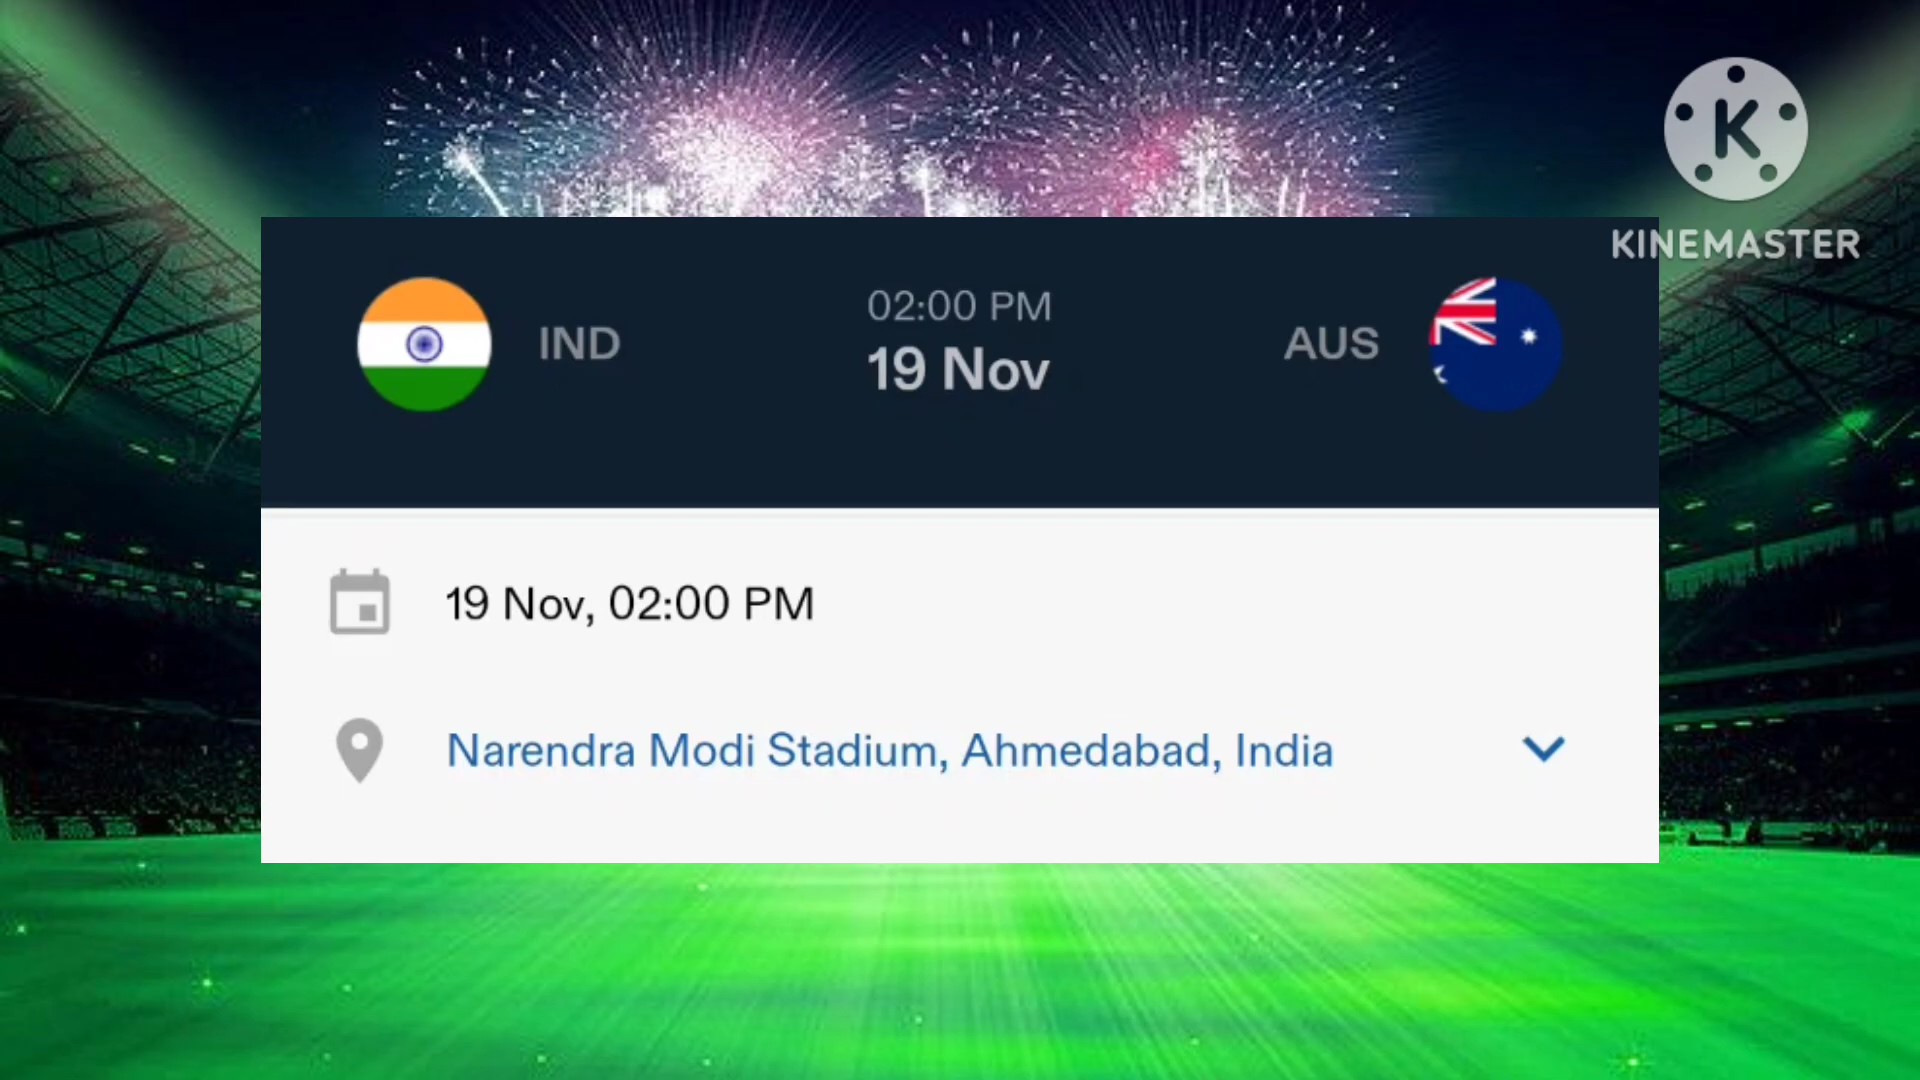 K
KINEMASTER
IND
02:00 PM
19 Nov
AUS
19 Nov, 02:00 PM
Narendra Modi Stadium, Ahmedabad, India